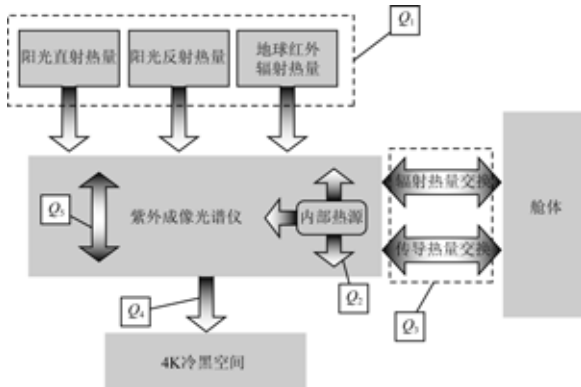 Q1
阳光直射热量
阳光反射热量
地球红外
辐射热量
辐射热量交换
舱体
Q5
紫外成像光谱仪
内部热源
传导热量交换
Q4
Q2
Q3
4K冷黑空间